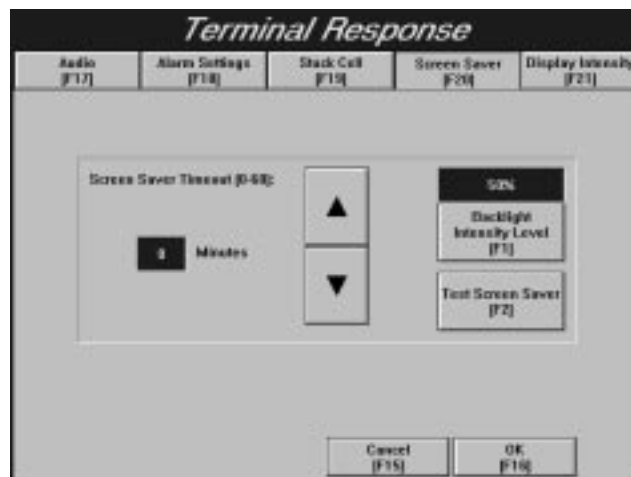 Terminal Response
Audio
[F17]
Alarm Settings
[F18]
Stuck Cell
[F19]
Screen Saver
[F20]
Display Intensity
[F21]
Screen Saver Timeout (0-60):
0 Minutes
▲
▼
50%
Backlight
Intensity Level
[F1]
Test Screen Saver
[F2]
Cancel
[F15]
OK
[F16]